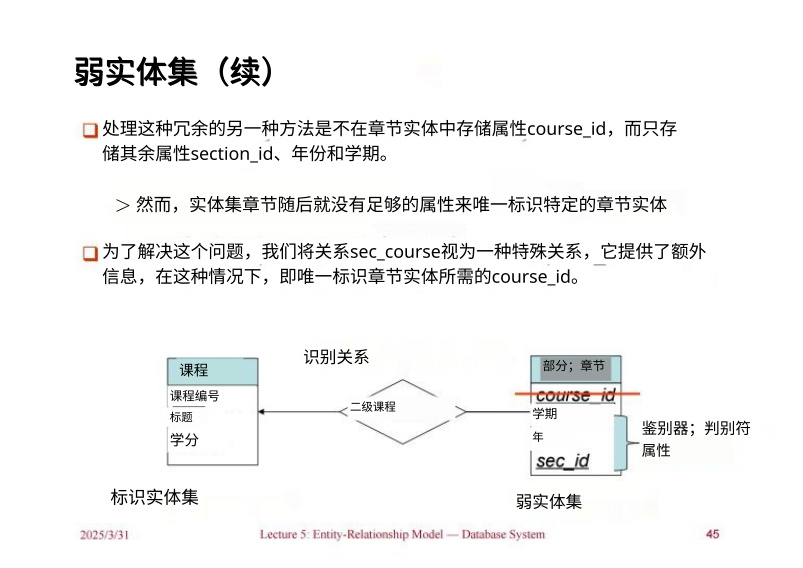 弱实体集（续）
处理这种冗余的另一种方法是不在章节实体中存储属性course_id，而只存
储其余属性section_id、年份和学期。
＞ 然而，实体集章节随后就没有足够的属性来唯一标识特定的章节实体
为了解决这个问题，我们将关系sec_course视为一种特殊关系，它提供了额外
信息，在这种情况下，即唯一标识章节实体所需的course_id。
识别关系
课程
课程编号
标题
学分
二级课程
部分；章节
course_id
学期
年
sec_id
鉴别器；判别符
属性
标识实体集
弱实体集
2025/3/31
Lecture 5: Entity-Relationship Model — Database System
45